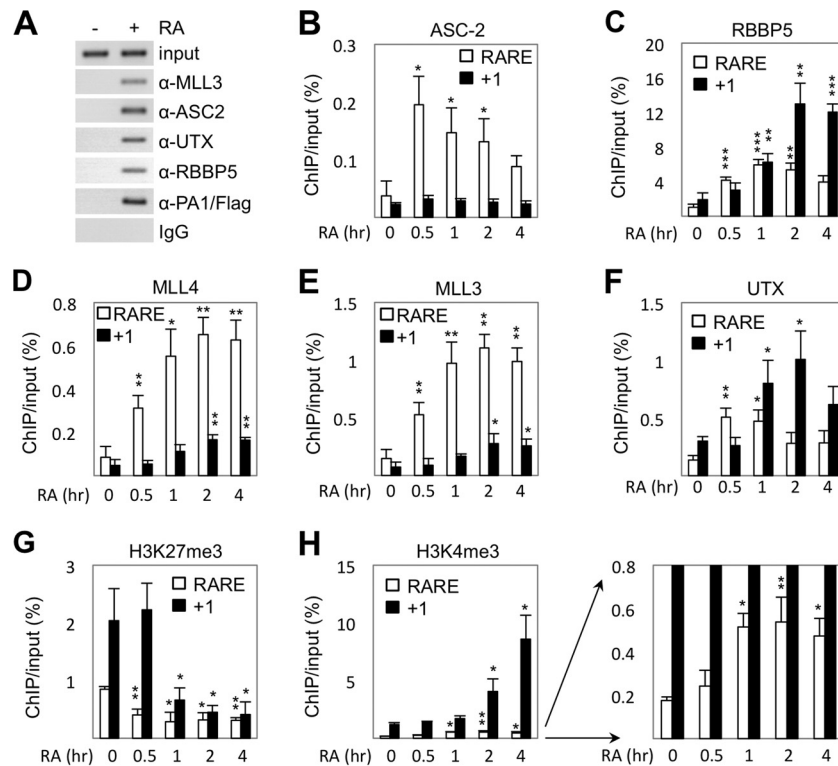 A
- + RA
input
α-MLL3
α-ASC2
α-UTX
α-RBBP5
α-PA1/Flag
IgG
B
ASC-2
ChIP/input (%)
0.3
0.2
0.1
RARE
+1
* * *
RA (hr) 0 0.5 1 2 4
C
RBBP5
ChIP/input (%)
20
16
12
8
4
RARE
+1
*** *** ** ** ** ***
RA (hr) 0 0.5 1 2 4
D
MLL4
ChIP/input (%)
0.8
0.6
0.4
0.2
RARE
+1
** * ** ** ** **
RA (hr) 0 0.5 1 2 4
E
MLL3
ChIP/input (%)
1.5
1
0.5
RARE
+1
** ** ** * ** *
RA (hr) 0 0.5 1 2 4
F
UTX
ChIP/input (%)
1.5
1
0.5
RARE
+1
** * * *
RA (hr) 0 0.5 1 2 4
G
H3K27me3
ChIP/input (%)
3
2
1
RARE
+1
** * * * * ** *
RA (hr) 0 0.5 1 2 4
H
H3K4me3
ChIP/input (%)
15
10
5
RARE
+1
* ** * * *
RA (hr) 0 0.5 1 2 4
0.8
0.6
0.4
0.2
* ** *
RA (hr) 0 0.5 1 2 4